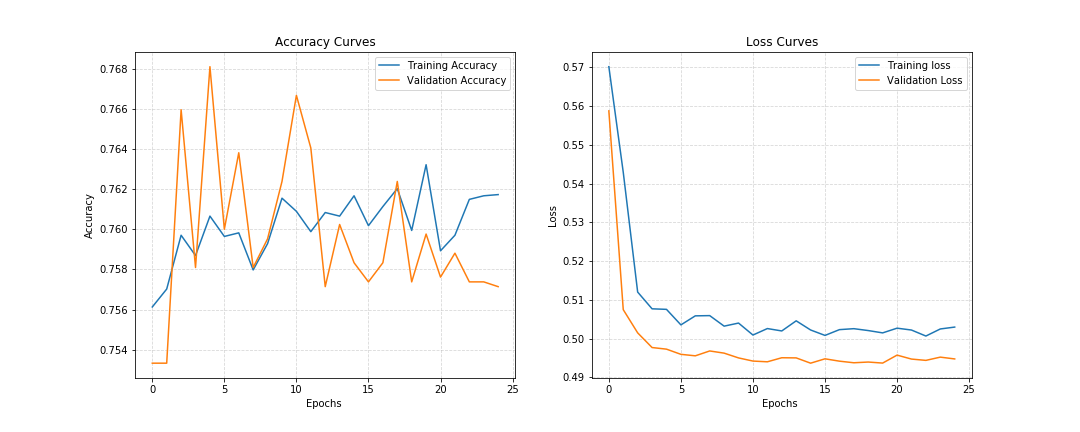 Accuracy Curves
Training Accuracy
Validation Accuracy
0.768
0.766
0.764
0.762
0.760
0.758
0.756
0.754
Accuracy
0 5 10 15 20 25
Epochs
Loss Curves
Training loss
Validation Loss
0.57
0.56
0.55
0.54
0.53
0.52
0.51
0.50
0.49
Loss
0 5 10 15 20 25
Epochs